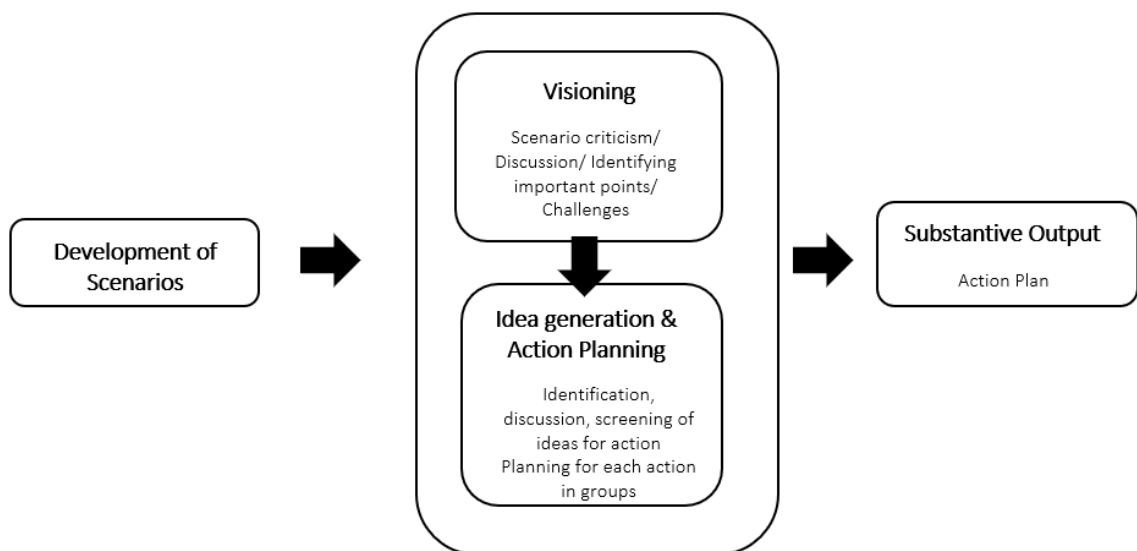 Development of
Scenarios
Visioning
Scenario criticism/
Discussion/ Identifying
important points/
Challenges
Idea generation &
Action Planning
Identification,
discussion, screening of
ideas for action
Planning for each action
in groups
Substantive Output
Action Plan